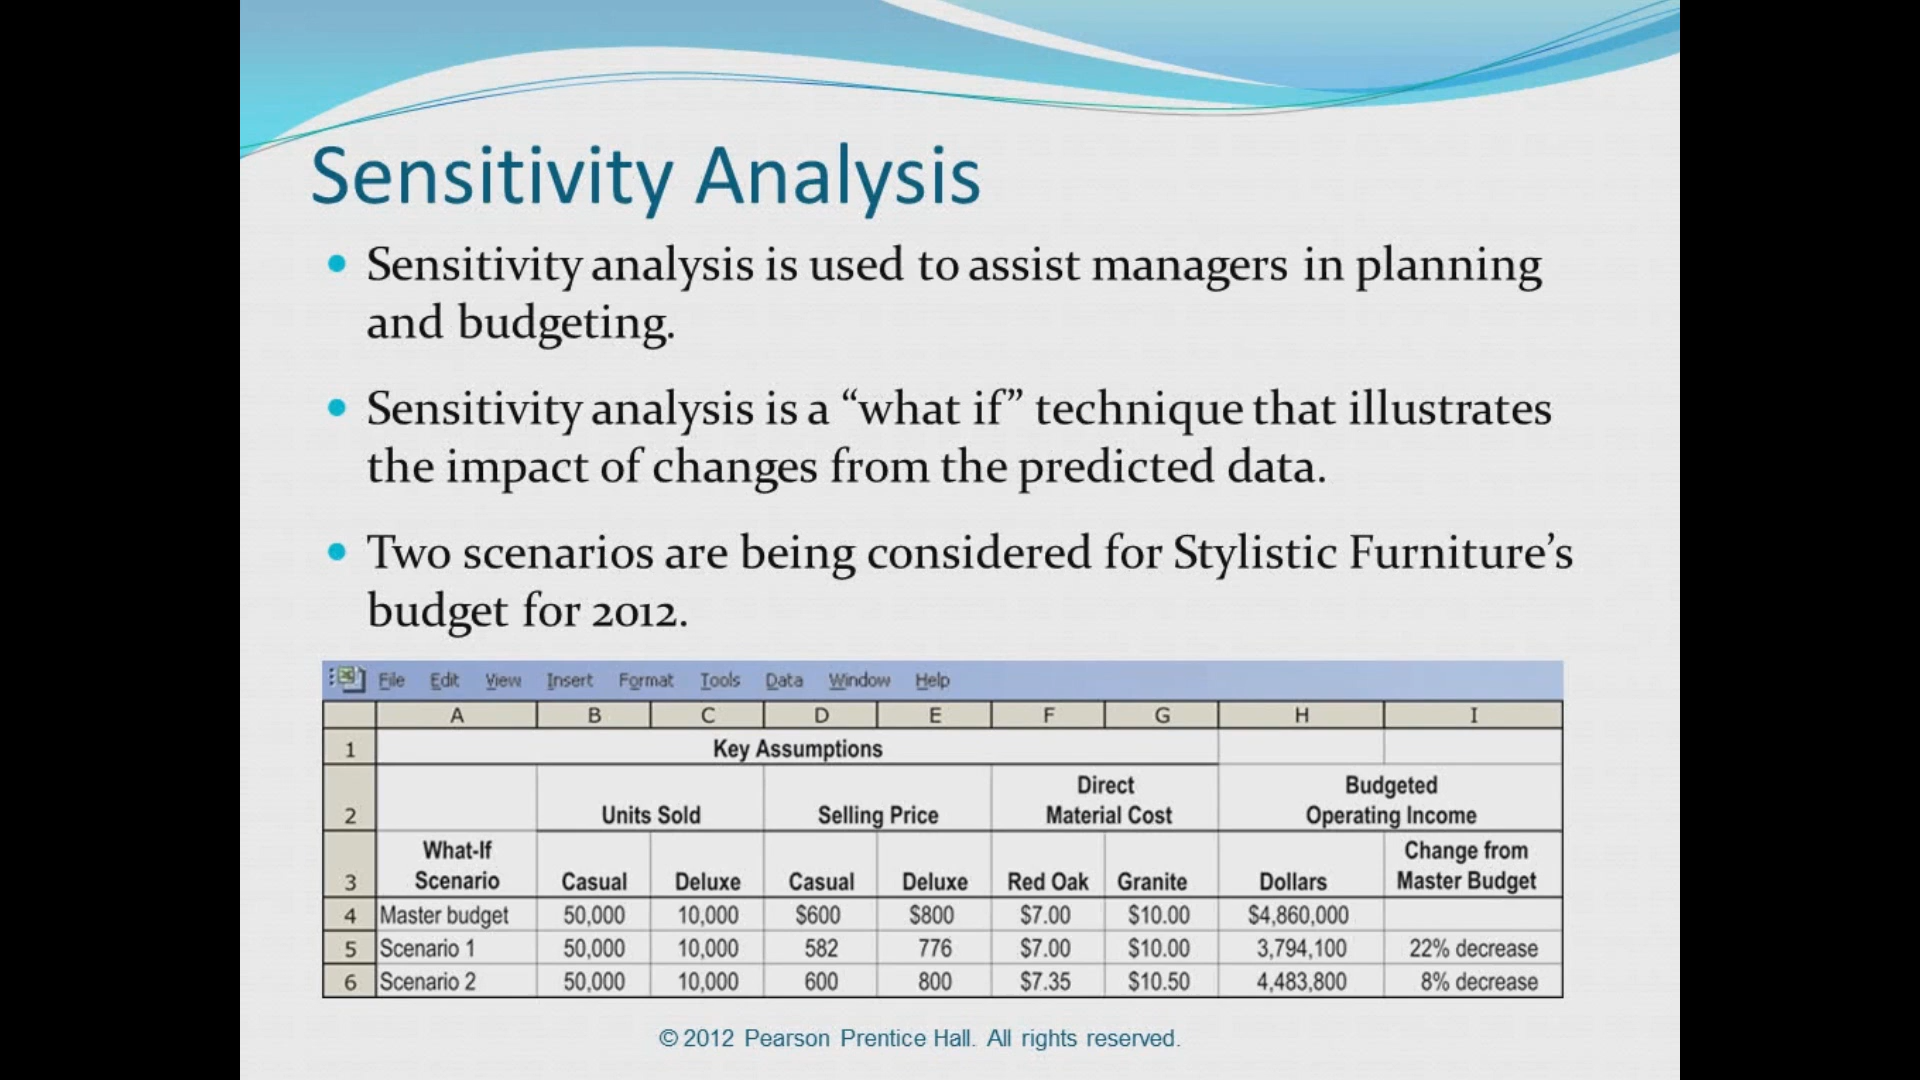 Sensitivity Analysis
• Sensitivity analysis is used to assist managers in planning
and budgeting.
• Sensitivity analysis is a “what if” technique that illustrates
the impact of changes from the predicted data.
• Two scenarios are being considered for Stylistic Furniture’s
budget for 2012.
File Edit View Insert Format Tools Data Window Help
A B C D E F G H I
1 Key Assumptions
Direct Budgeted
2 Units Sold Selling Price Material Cost Operating Income
What-If Change from
3 Scenario Casual Deluxe Casual Deluxe Red Oak Granite Dollars Master Budget
4 Master budget 50,000 10,000 $600 $800 $7.00 $10.00 $4,860,000
5 Scenario 1 50,000 10,000 582 776 $7.00 $10.00 3,794,100 22% decrease
6 Scenario 2 50,000 10,000 600 800 $7.35 $10.50 4,483,800 8% decrease
© 2012 Pearson Prentice Hall. All rights reserved.